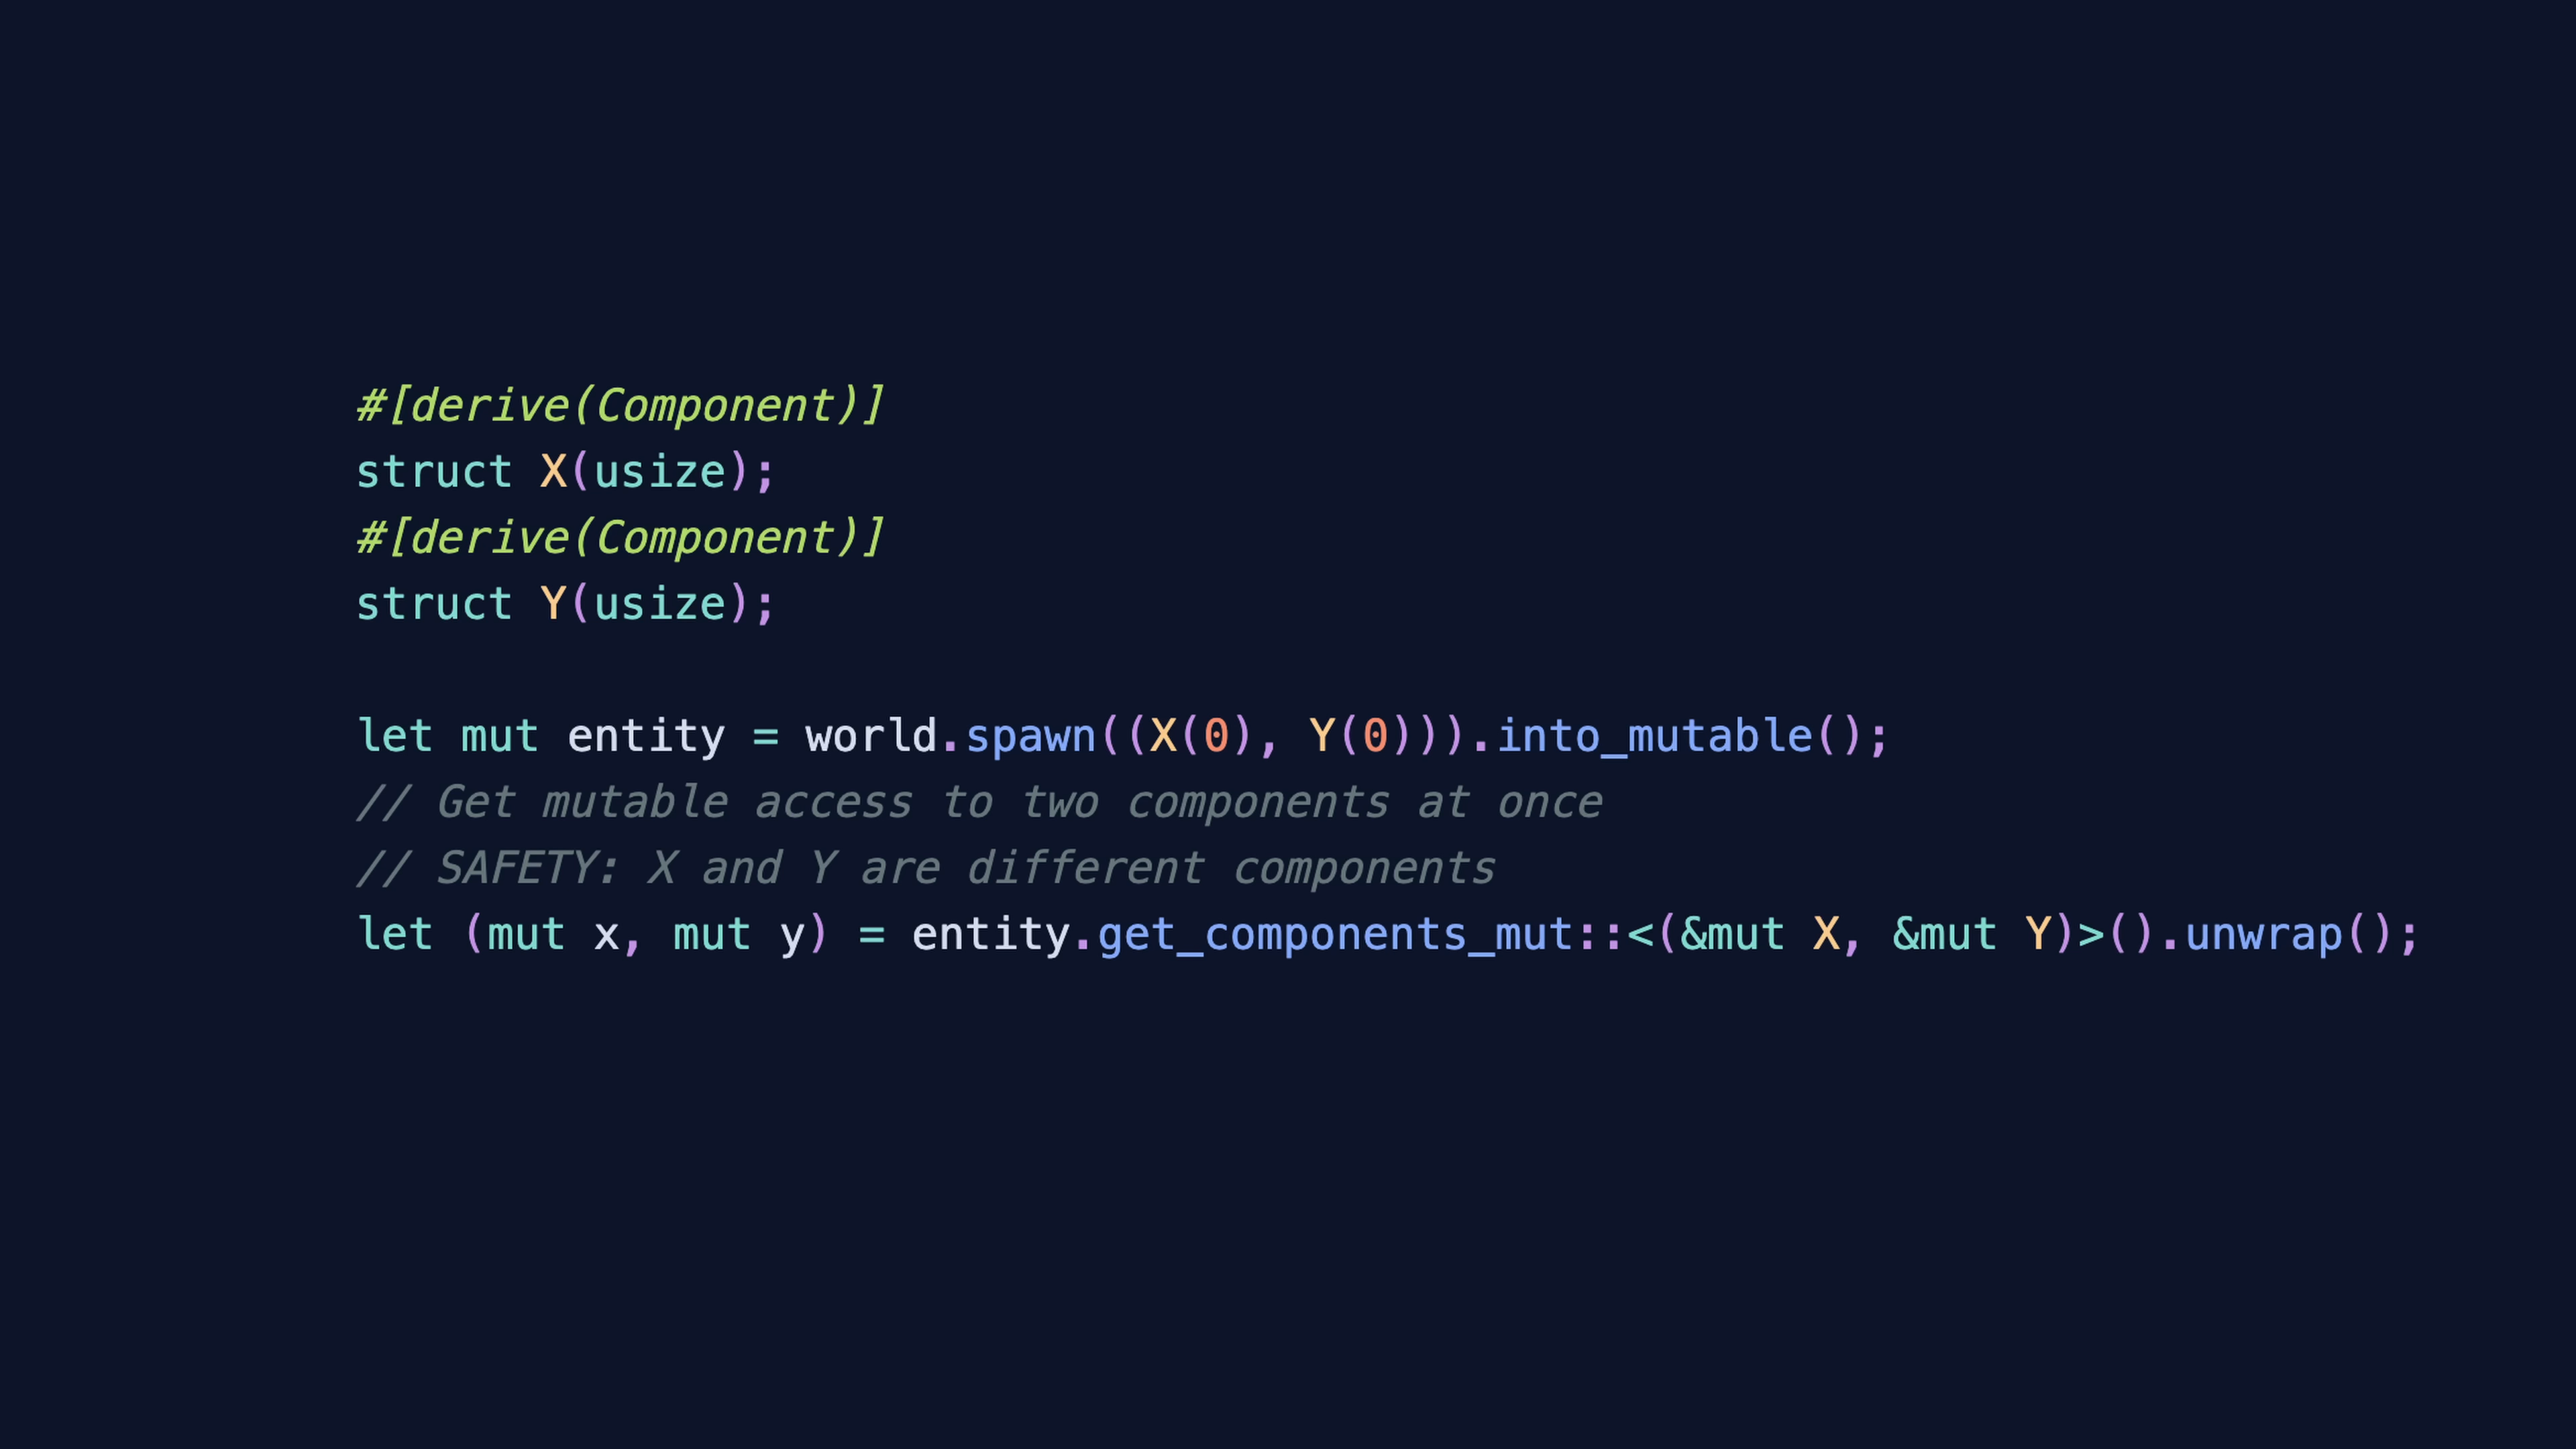 #[derive(Component)]
struct X(usize);
#[derive(Component)]
struct Y(usize);
let mut entity = world.spawn((X(0), Y(0))).into_mutable();
// Get mutable access to two components at once
// SAFETY: X and Y are different components
let (mut x, mut y) = entity.get_components_mut::<(&mut X, &mut Y)>().unwrap();